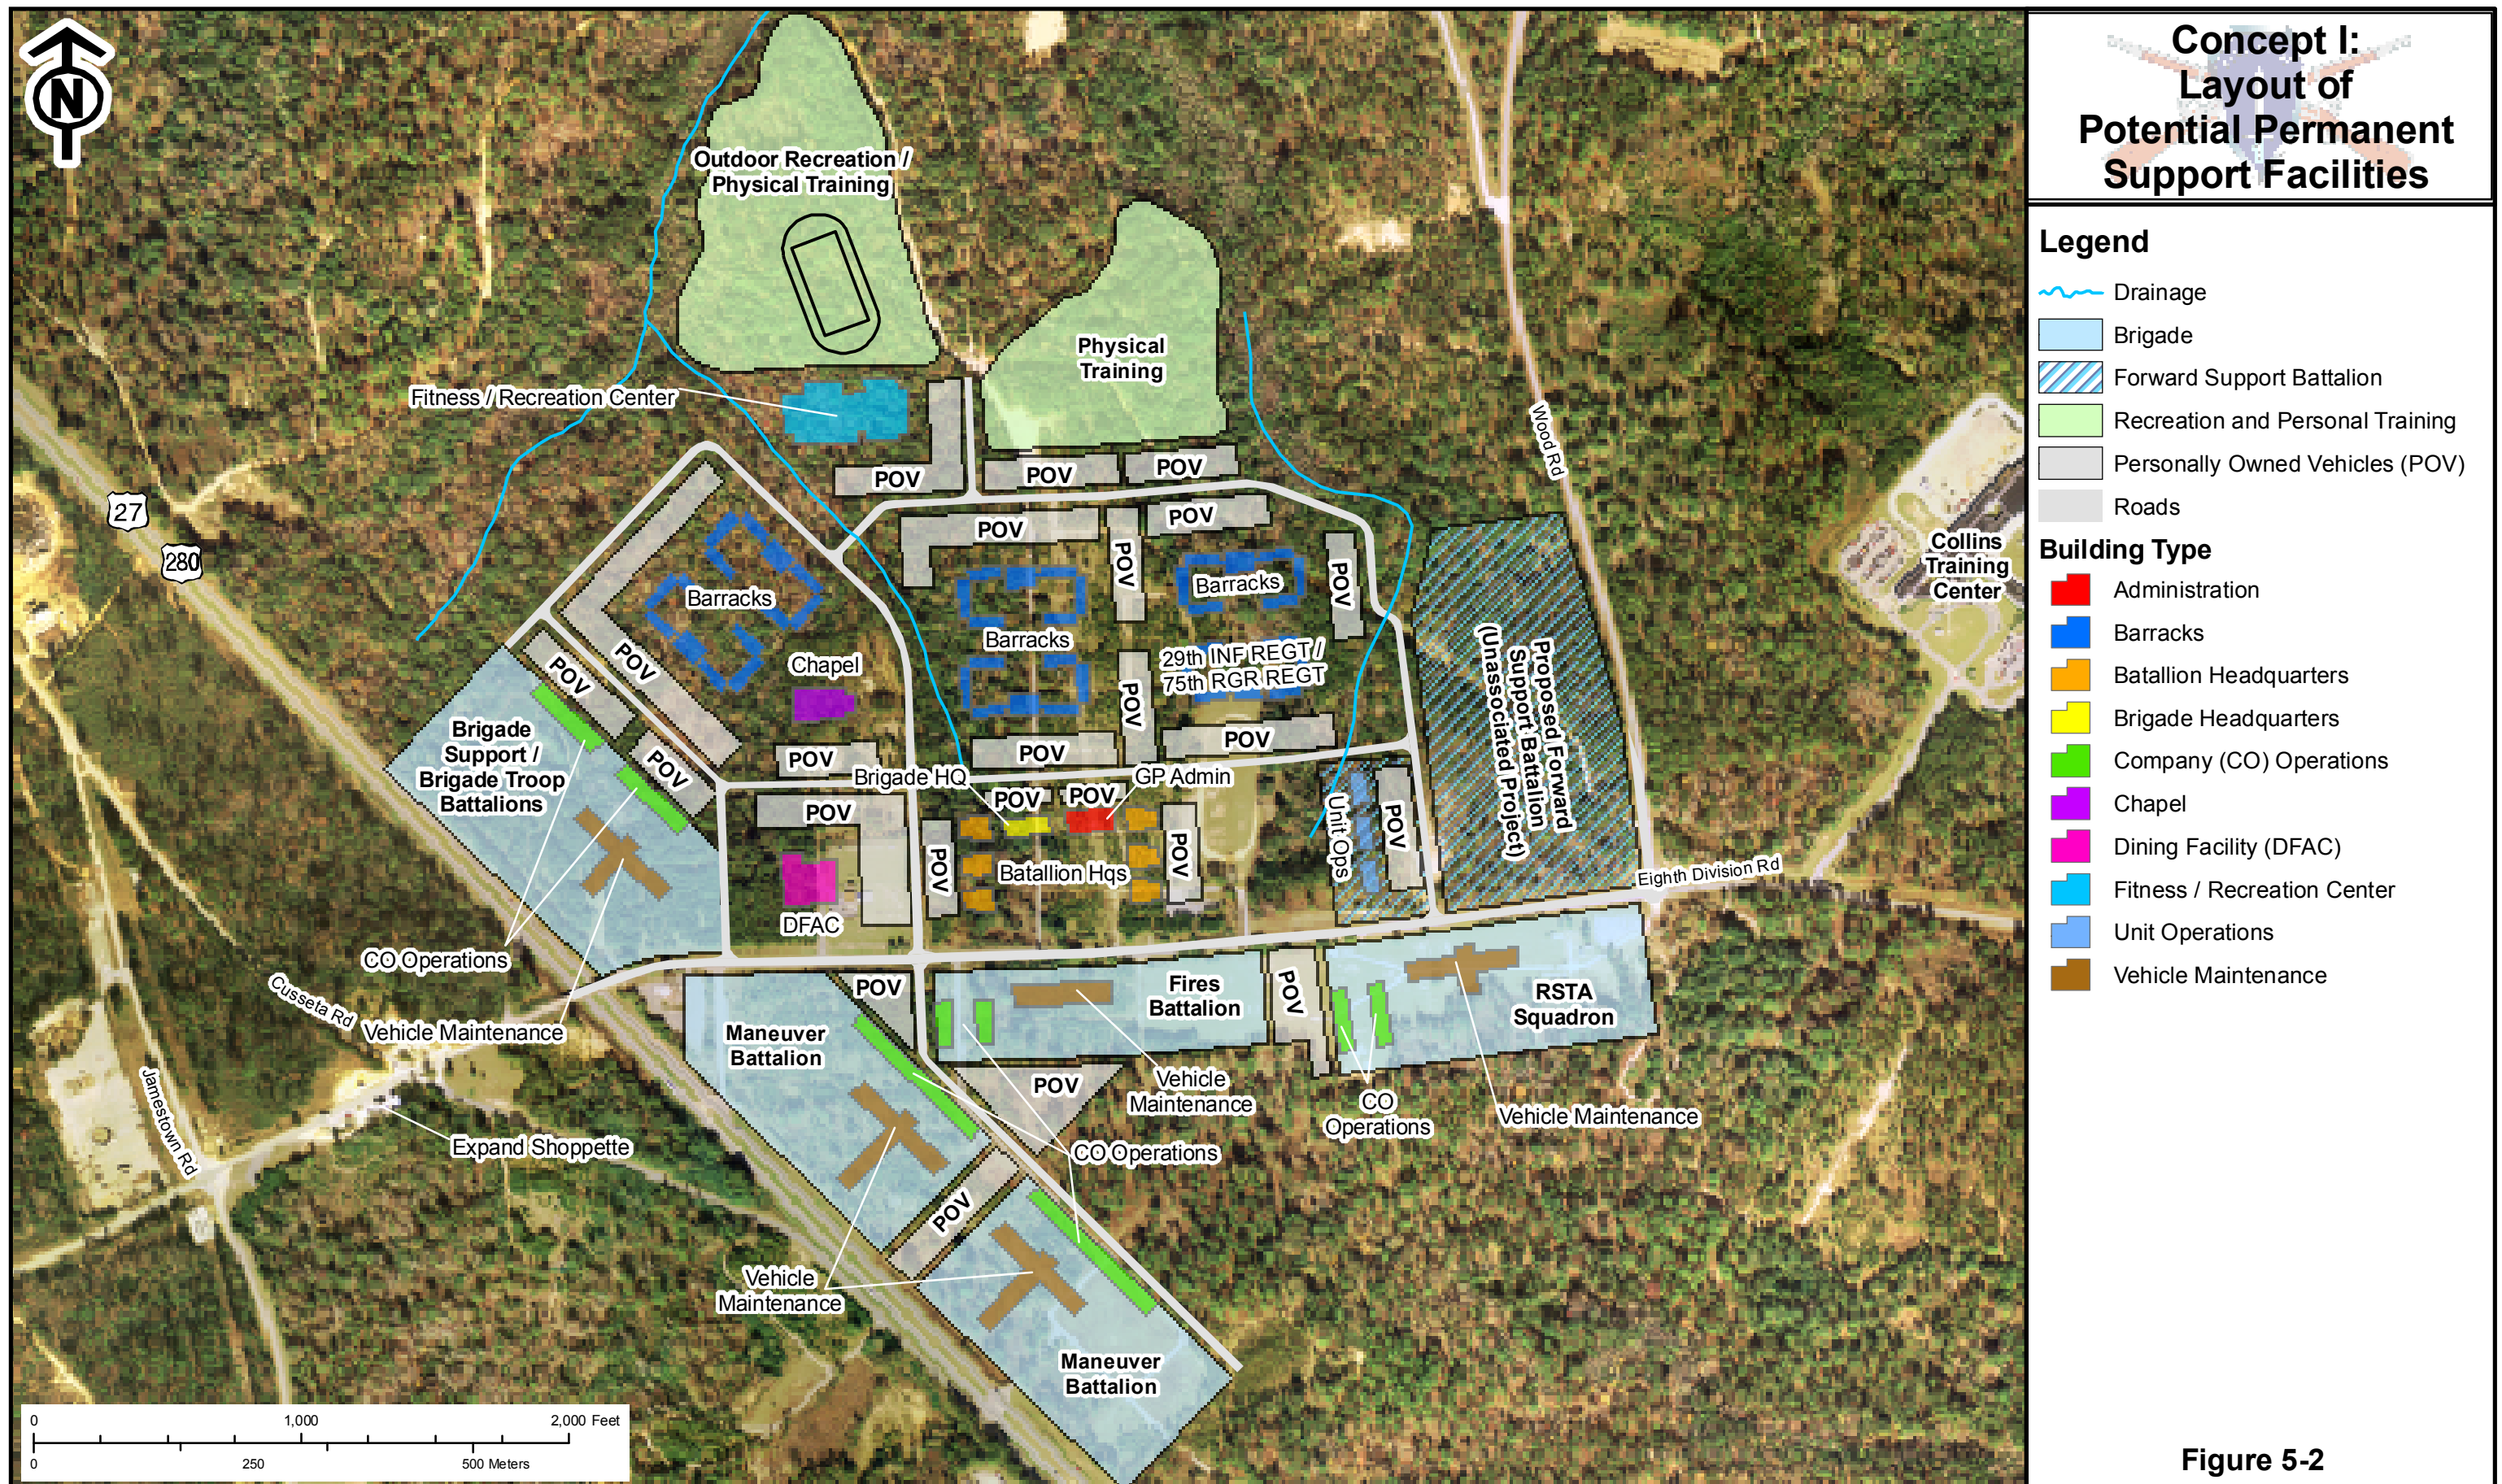 Concept I:
Layout of
Potential Permanent
Support Facilities
Legend
Drainage
Brigade
Forward Support Battalion
Recreation and Personal Training
Personally Owned Vehicles (POV)
Roads
Building Type
Administration
Barracks
Batallion Headquarters
Brigade Headquarters
Company (CO) Operations
Chapel
Dining Facility (DFAC)
Fitness / Recreation Center
Unit Operations
Vehicle Maintenance
Figure 5-2
N
Outdoor Recreation /
Physical Training
Physical
Training
Fitness / Recreation Center
Wood Rd
27
280
POV
POV
POV
POV
POV
POV
POV
Collins
Training
Center
Barracks
Barracks
Barracks
29th INF REGT /
75th RGR REGT
Chapel
POV
POV
POV
POV
POV
POV
POV
Proposed Forward
Support Battalion
(Unassociated Project)
Brigade
Support /
Brigade Troop
Battalions
Brigade HQ
GP Admin
POV
POV
POV
POV
POV
POV
Unit Ops
Batallion Hqs
DFAC
Eighth Division Rd
CO Operations
Cusseta Rd
Vehicle Maintenance
Jamestown Rd
Expand Shoppette
POV
Maneuver
Battalion
Fires
Battalion
POV
RSTA
Squadron
POV
Vehicle
Maintenance
CO
Operations
Vehicle Maintenance
CO Operations
POV
Vehicle
Maintenance
Maneuver
Battalion
0 1,000 2,000 Feet
0 250 500 Meters